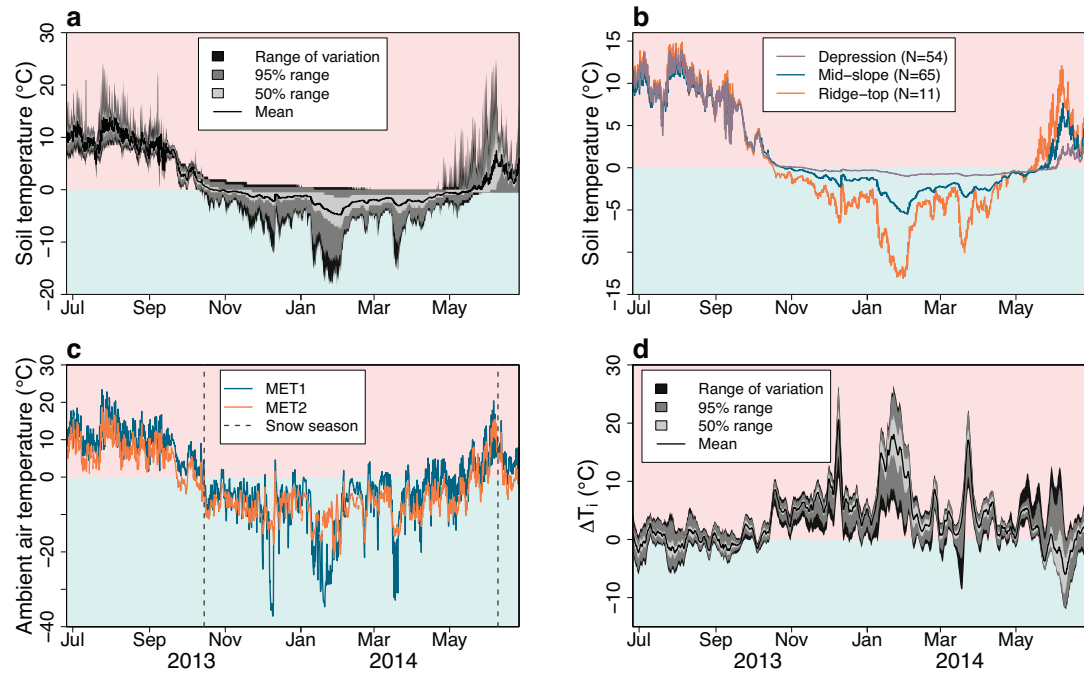 a
Soil temperature (°C)
30
20
10
0
−10
−20
Range of variation
95% range
50% range
Mean
Jul
Sep
Nov
Jan
Mar
May
b
Soil temperature (°C)
15
10
5
0
−5
−15
Depression (N=54)
Mid−slope (N=65)
Ridge−top (N=11)
Jul
Sep
Nov
Jan
Mar
May
c
Ambient air temperature (°C)
30
20
10
0
−20
−40
MET1
MET2
Snow season
Jul
Sep
Nov
Jan
Mar
May
2013
2014
d
ΔTi (°C)
30
20
10
0
−10
Range of variation
95% range
50% range
Mean
Jul
Sep
Nov
Jan
Mar
May
2013
2014